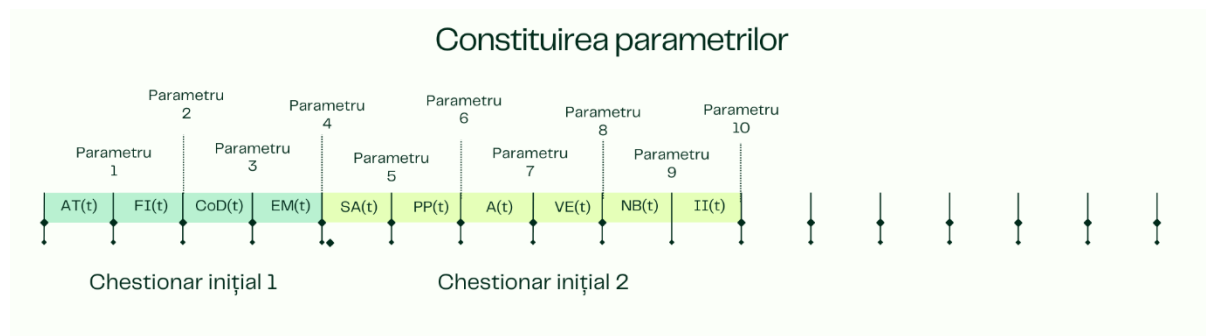 Constituirea parametrilor
Parametru
1
Parametru
2
Parametru
3
Parametru
4
Parametru
5
Parametru
6
Parametru
7
Parametru
8
Parametru
9
Parametru
10
AT(t) FI(t) CoD(t) EM(t) SA(t) PP(t) A(t) VE(t) NB(t) II(t)
Chestionar inițial 1 Chestionar inițial 2